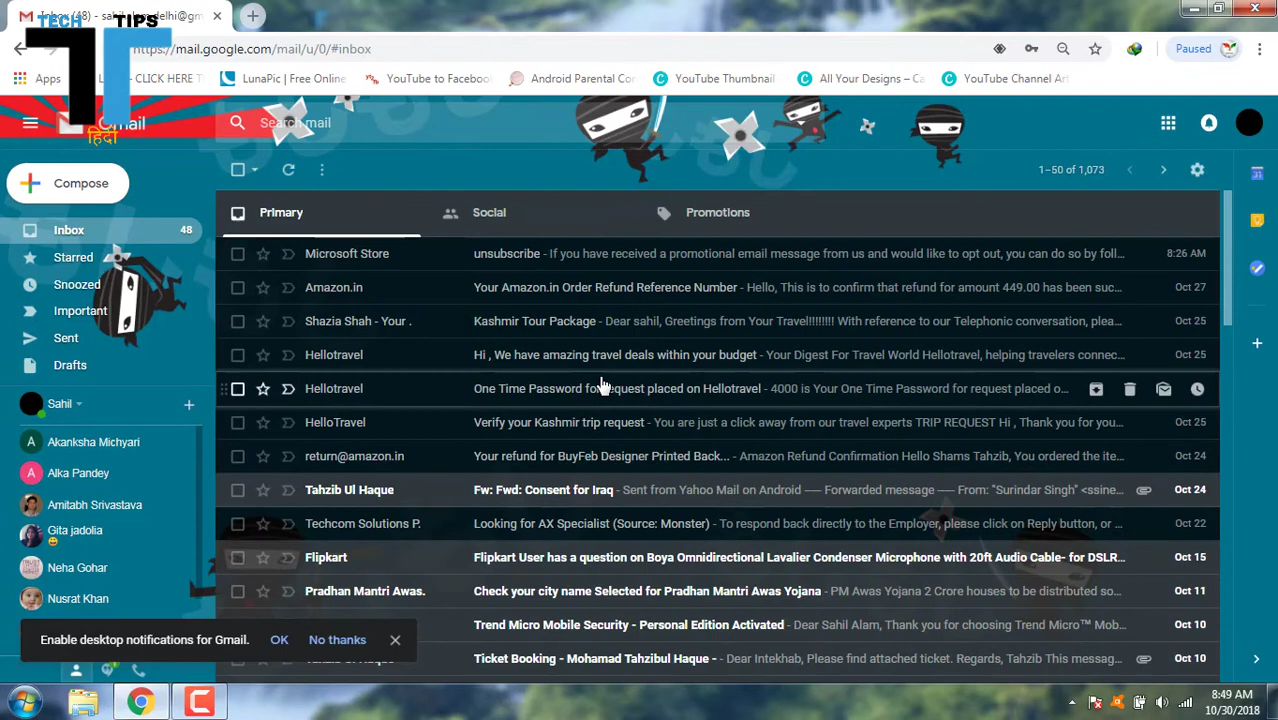 Inbox (48) - sahil
delhi@gm
TECH TIPS
हिंदी
https://mail.google.com/mail/u/0/#inbox
Paused
Apps
CLICK HERE T
LunaPic | Free Online
YouTube to Facebook
Android Parental Con
YouTube Thumbnail
All Your Designs – Ca
YouTube Channel Art
Gmail
Search mail
Compose
1–50 of 1,073
Primary
Social
Promotions
Inbox 48
Starred
Snoozed
Important
Sent
Drafts
Sahil
Akanksha Michyari
Alka Pandey
Amitabh Srivastava
Gita jadolia
Neha Gohar
Nusrat Khan
Microsoft Store unsubscribe - If you have received a promotional email message from us and would like to opt out, you can do so by foll... 8:26 AM
Amazon.in Your Amazon.in Order Refund Reference Number - Hello, This is to confirm that refund for amount 449.00 has been suc... Oct 27
Shazia Shah - Your . Kashmir Tour Package - Dear sahil, Greetings from Your Travel!!!!!!!! With reference to our Telephonic conversation, plea... Oct 25
Hellotravel Hi , We have amazing travel deals within your budget - Your Digest For Travel World Hellotravel, helping travelers connec... Oct 25
Hellotravel One Time Password for request placed on Hellotravel - 4000 is Your One Time Password for request placed o...
HelloTravel Verify your Kashmir trip request - You are just a click away from our travel experts TRIP REQUEST Hi , Thank you for you... Oct 25
return@amazon.in Your refund for BuyFeb Designer Printed Back... - Amazon Refund Confirmation Hello Shams Tahzib, You ordered the ite... Oct 24
Tahzib Ul Haque Fw: Fwd: Consent for Iraq - Sent from Yahoo Mail on Android ––– Forwarded message ––– From: "Surindar Singh" <ssine... Oct 24
Techcom Solutions P. Looking for AX Specialist (Source: Monster) - To respond back directly to the Employer, please click on Reply button, or ... Oct 22
Flipkart Flipkart User has a question on Boya Omnidirectional Lavalier Condenser Microphone with 20ft Audio Cable- for DSLR... Oct 15
Pradhan Mantri Awas. Check your city name Selected for Pradhan Mantri Awas Yojana - PM Awas Yojana 2 Crore houses to be distributed so... Oct 11
Trend Micro Mobile Security - Personal Edition Activated - Dear Sahil Alam, Thank you for choosing Trend Micro™ Mob... Oct 10
Ticket Booking - Mohamad Tahzibul Haque - - Dear Intekhab, Please find attached ticket. Regards, Tahzib This messag... Oct 10
Enable desktop notifications for Gmail. OK No thanks
8:49 AM
10/30/2018